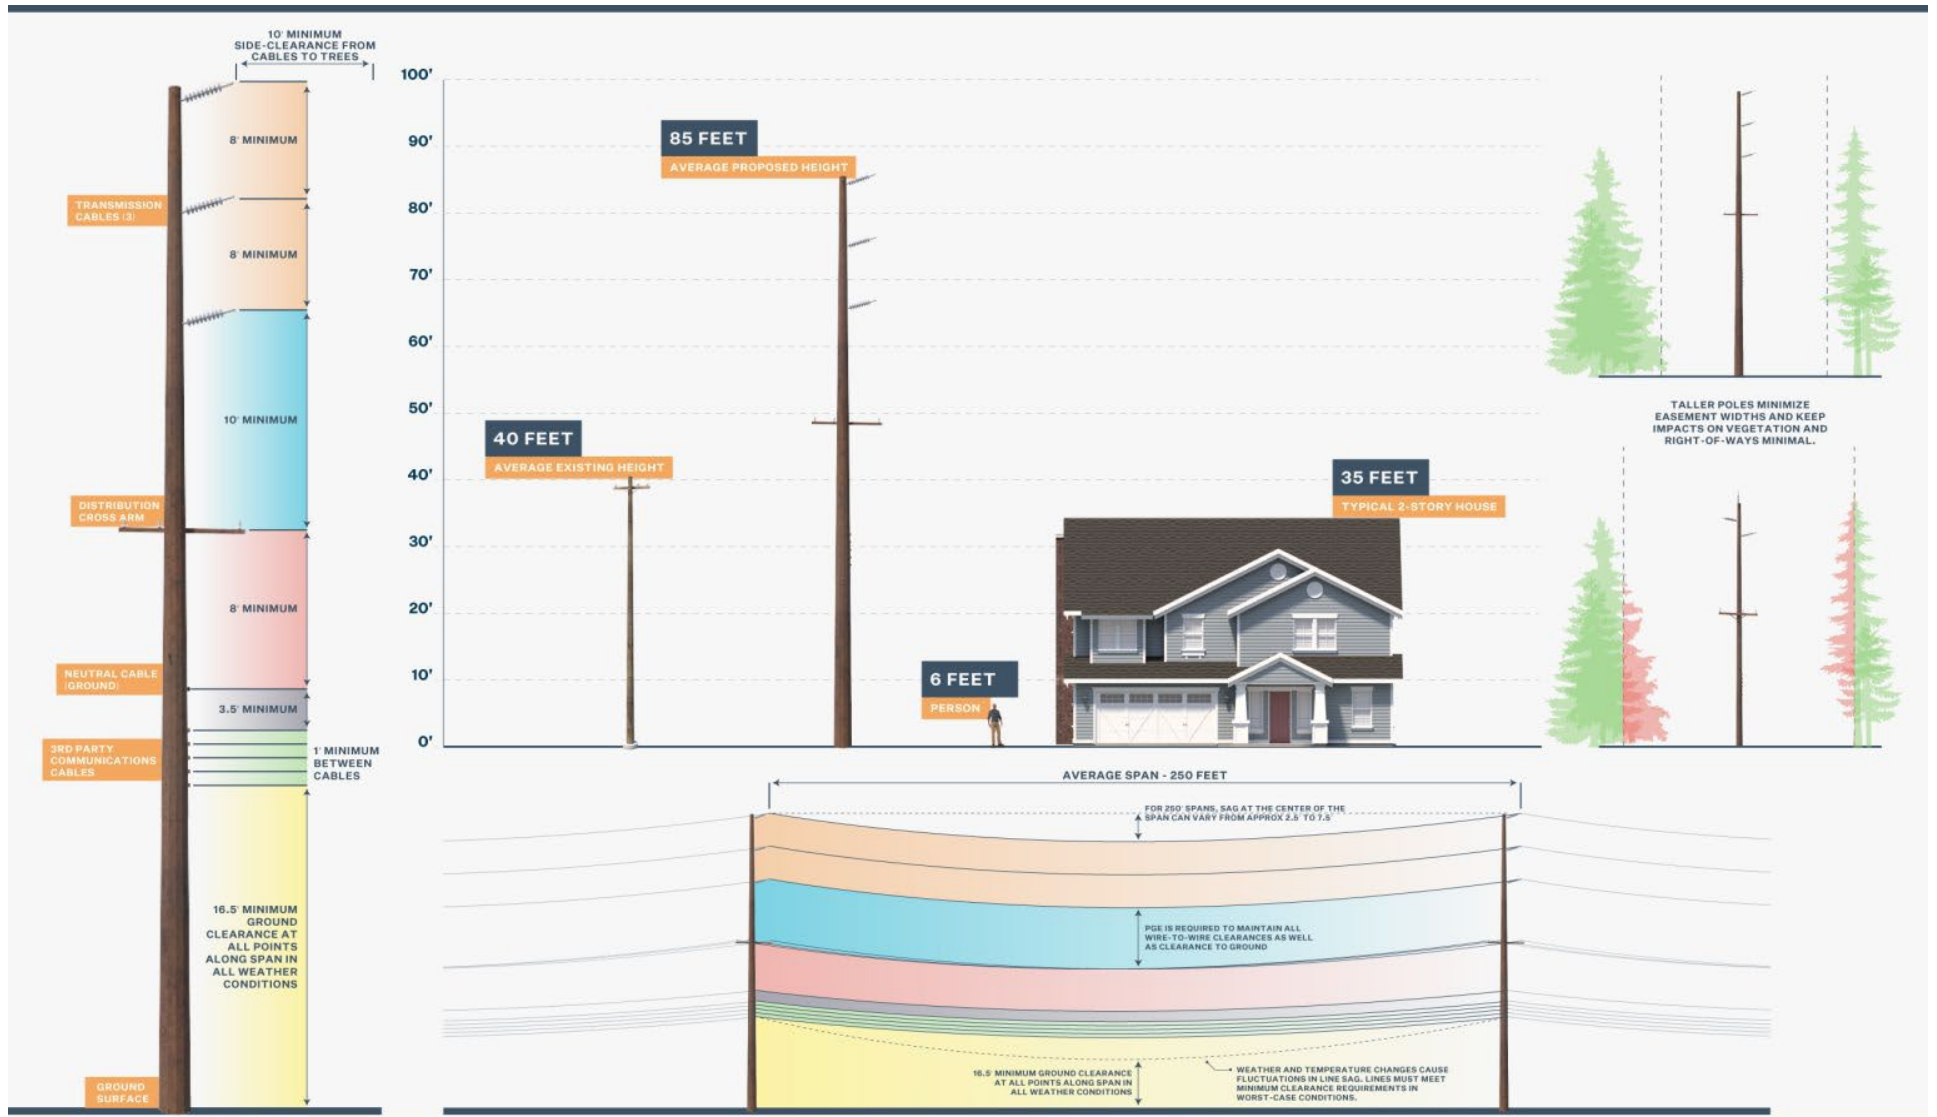 10' MINIMUM
SIDE-CLEARANCE FROM
CABLES TO TREES
8' MINIMUM
TRANSMISSION
CABLES (3)
8' MINIMUM
10' MINIMUM
DISTRIBUTION
CROSS ARM
8' MINIMUM
NEUTRAL CABLE
(GROUND)
3.5' MINIMUM
3RD PARTY
COMMUNICATIONS
CABLES
1' MINIMUM
BETWEEN
CABLES
16.5' MINIMUM
GROUND
CLEARANCE AT
ALL POINTS
ALONG SPAN IN
ALL WEATHER
CONDITIONS
GROUND
SURFACE
100'
90'
80'
70'
60'
50'
40'
30'
20'
10'
0'
40 FEET
AVERAGE EXISTING HEIGHT
85 FEET
AVERAGE PROPOSED HEIGHT
6 FEET
PERSON
35 FEET
TYPICAL 2-STORY HOUSE
TALLER POLES MINIMIZE
EASEMENT WIDTHS AND KEEP
IMPACTS ON VEGETATION AND
RIGHT-OF-WAYS MINIMAL.
AVERAGE SPAN - 250 FEET
FOR 250' SPANS, SAG AT THE CENTER OF THE
SPAN CAN VARY FROM APPROX 2.5' TO 7.5'
PGE IS REQUIRED TO MAINTAIN ALL
WIRE-TO-WIRE CLEARANCES AS WELL
AS CLEARANCE TO GROUND
16.5' MINIMUM GROUND CLEARANCE
AT ALL POINTS ALONG SPAN IN
ALL WEATHER CONDITIONS
WEATHER AND TEMPERATURE CHANGES CAUSE
FLUCTUATIONS IN LINE SAG. LINES MUST MEET
MINIMUM CLEARANCE REQUIREMENTS IN
WORST-CASE CONDITIONS.